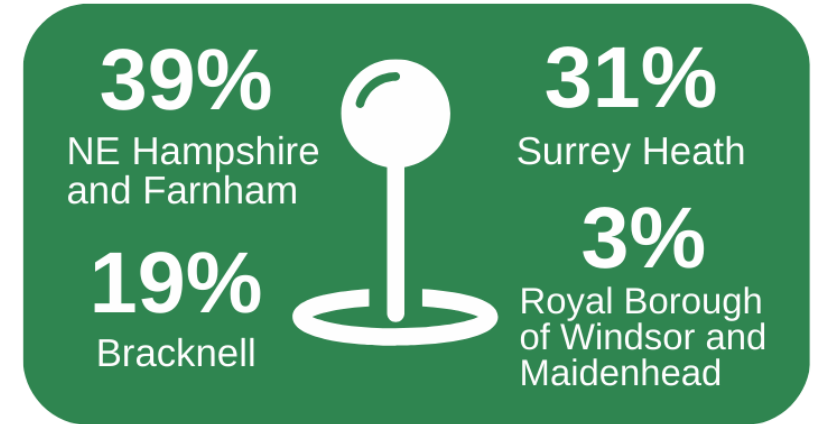 39%
NE Hampshire
and Farnham
19%
Bracknell
31%
Surrey Heath
3%
Royal Borough
of Windsor and
Maidenhead